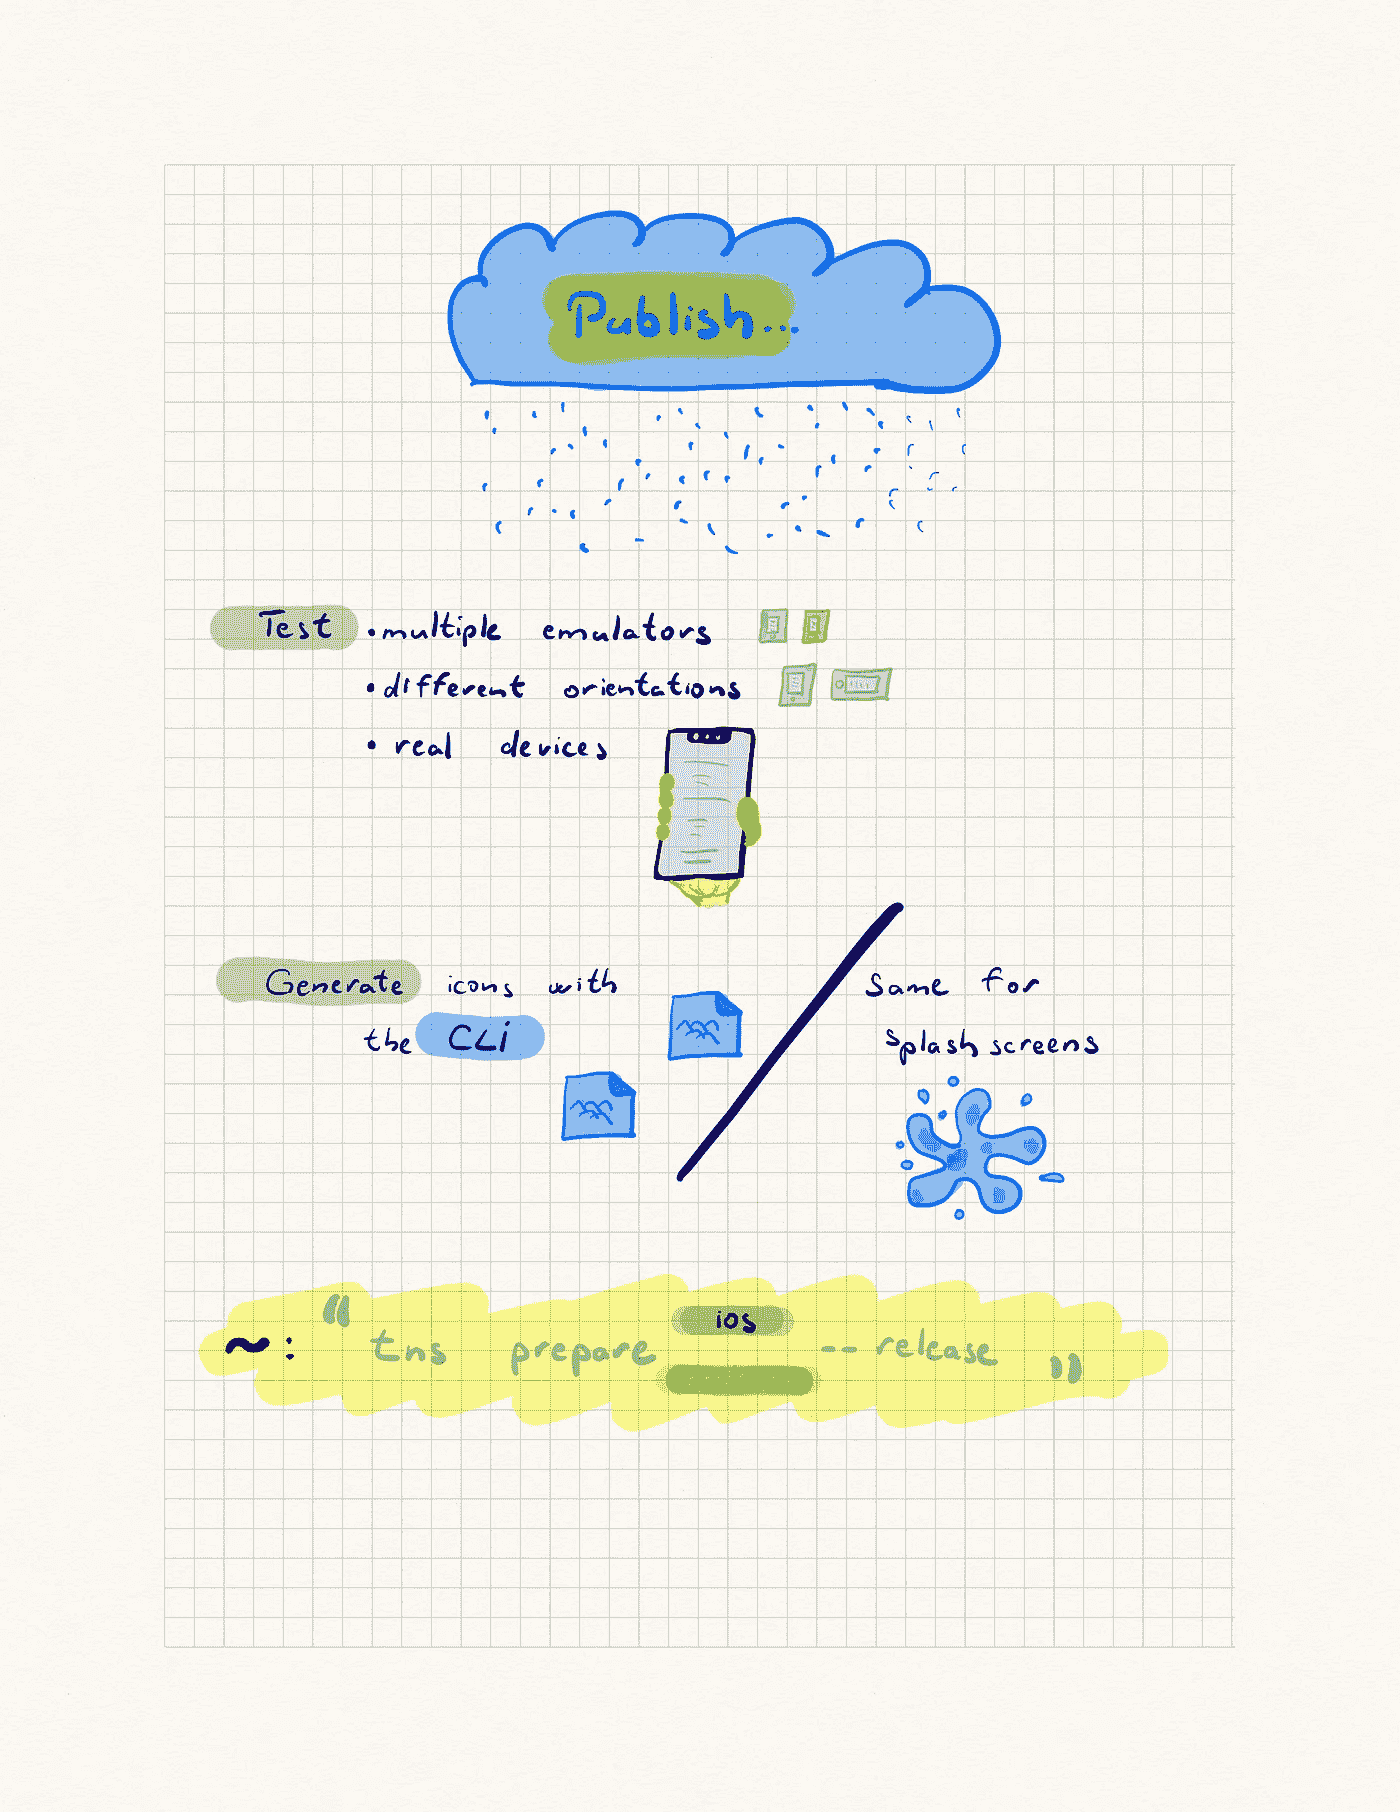 Publish...
Test • multiple emulators
• different orientations
• real devices
Generate icons with
the CLI
Same for
splash screens
~: “ tns prepare ios -- release ”